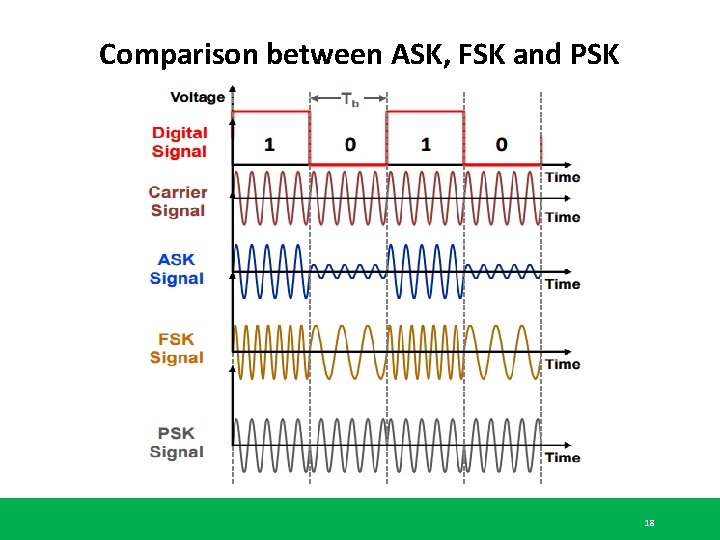 Comparison between ASK, FSK and PSK
Voltage
Tb
Digital
Signal
1 0 1 0
Time
Carrier
Signal
Time
ASK
Signal
Time
FSK
Signal
Time
PSK
Signal
Time
18